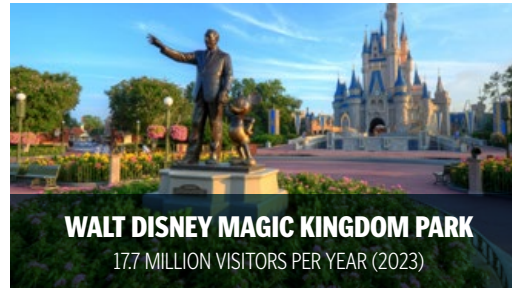 WALT DISNEY MAGIC KINGDOM PARK
17.7 MILLION VISITORS PER YEAR (2023)